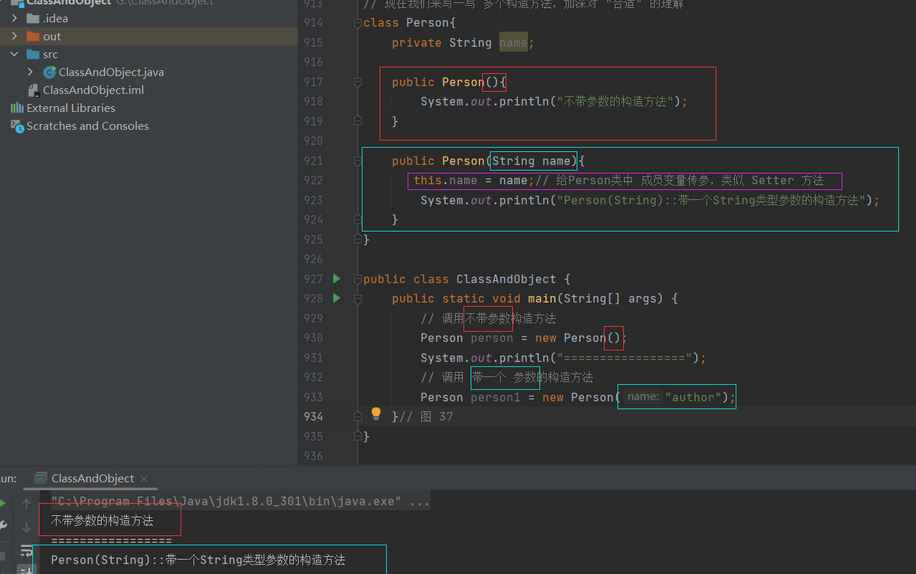 ClassAndObject G:\ClassAndObject
.idea
out
src
ClassAndObject.java
ClassAndObject.iml
External Libraries
Scratches and Consoles
913 // 现在我们来写一写 多个构造方法，加深对 "合适" 的理解
914 class Person{
915 private String name;
916
917 public Person(){
918 System.out.println("不带参数的构造方法");
919 }
920
921 public Person(String name){
922 this.name = name;// 给Person类中 成员变量传参，类似 Setter 方法
923 System.out.println("Person(String)::带一个String类型参数的构造方法");
924 }
925 }
926
927 public class ClassAndObject {
928 public static void main(String[] args) {
929 // 调用不带参数构造方法
930 Person person = new Person();
931 System.out.println("=================");
932 // 调用 带一个 参数的构造方法
933 Person person1 = new Person( name: "author");
934 }// 图 37
935 }
936
un: ClassAndObject ×
"C:\Program Files\Java\jdk1.8.0_301\bin\java.exe" ...
不带参数的构造方法
=================
Person(String)::带一个String类型参数的构造方法